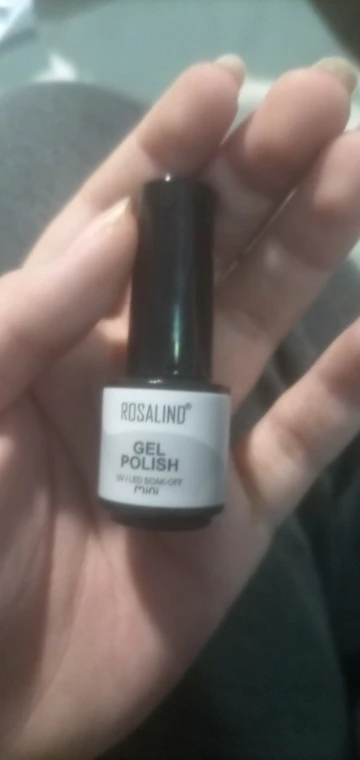 ROSALIND®
GEL
POLISH
UV / LED SOAK-OFF
mini